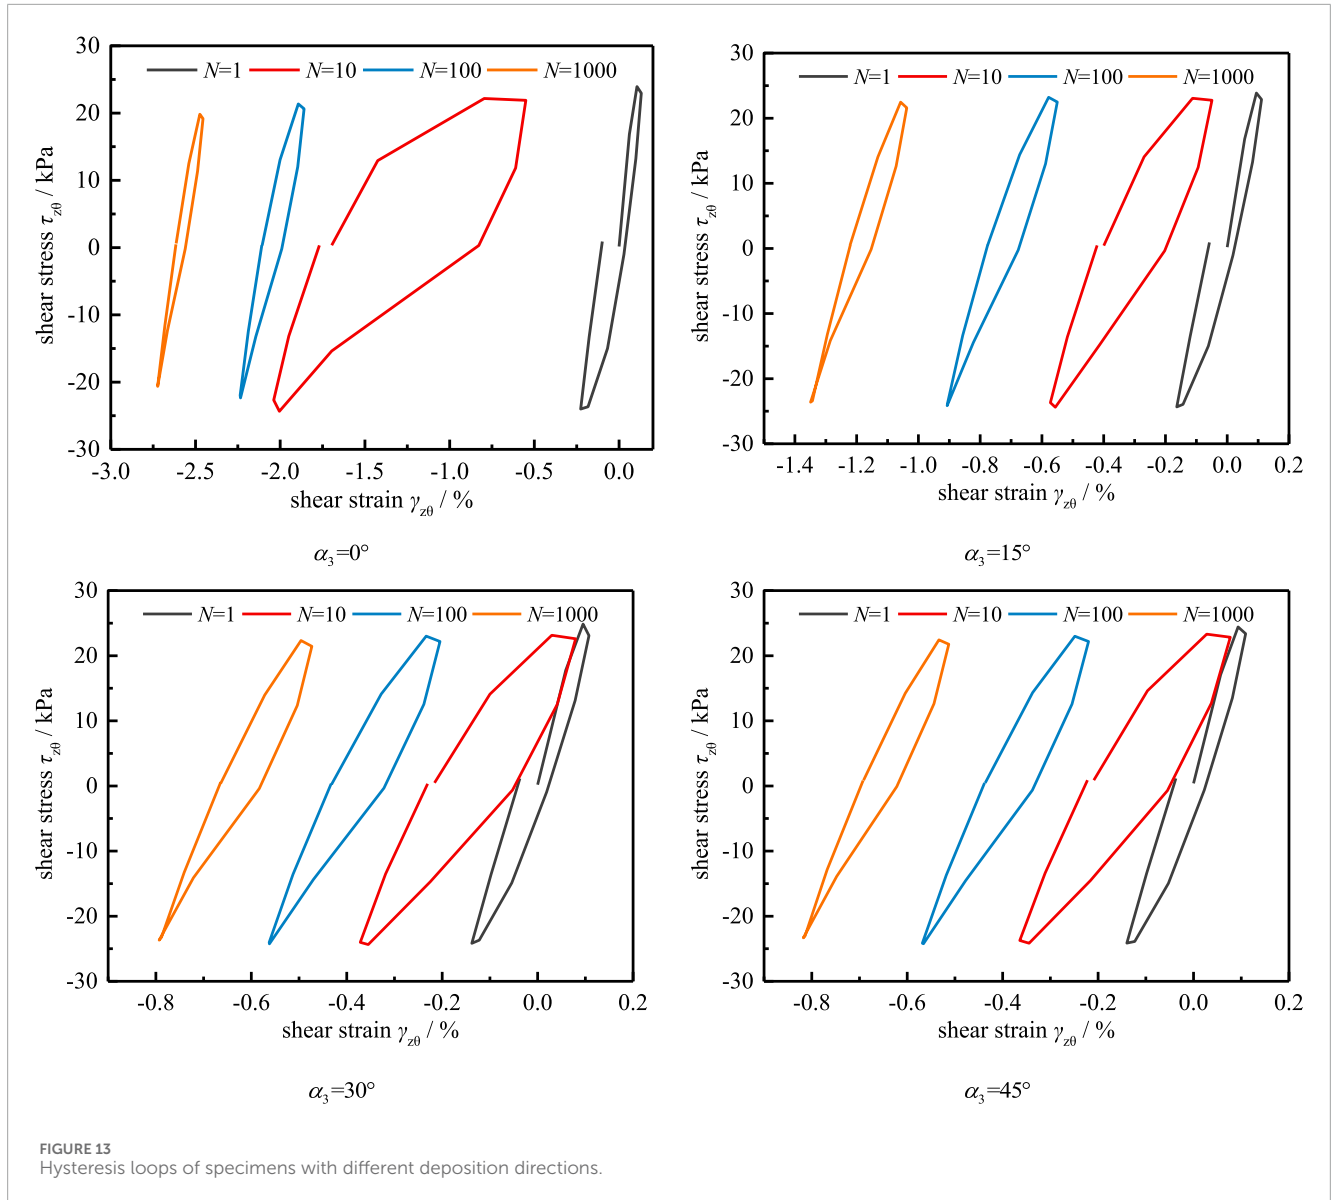 30
20
10
0
-10
-20
-30
-3.0 -2.5 -2.0 -1.5 -1.0 -0.5 0.0
N=1 N=10 N=100 N=1000
shear stress τzθ / kPa
shear strain γzθ / %
α3=0°
30
20
10
0
-10
-20
-30
-1.4 -1.2 -1.0 -0.8 -0.6 -0.4 -0.2 0.0 0.2
N=1 N=10 N=100 N=1000
shear stress τzθ / kPa
shear strain γzθ / %
α3=15°
30
20
10
0
-10
-20
-30
-0.8 -0.6 -0.4 -0.2 0.0 0.2
N=1 N=10 N=100 N=1000
shear stress τzθ / kPa
shear strain γzθ / %
α3=30°
30
20
10
0
-10
-20
-30
-0.8 -0.6 -0.4 -0.2 0.0 0.2
N=1 N=10 N=100 N=1000
shear stress τzθ / kPa
shear strain γzθ / %
α3=45°
FIGURE 13
Hysteresis loops of specimens with different deposition directions.